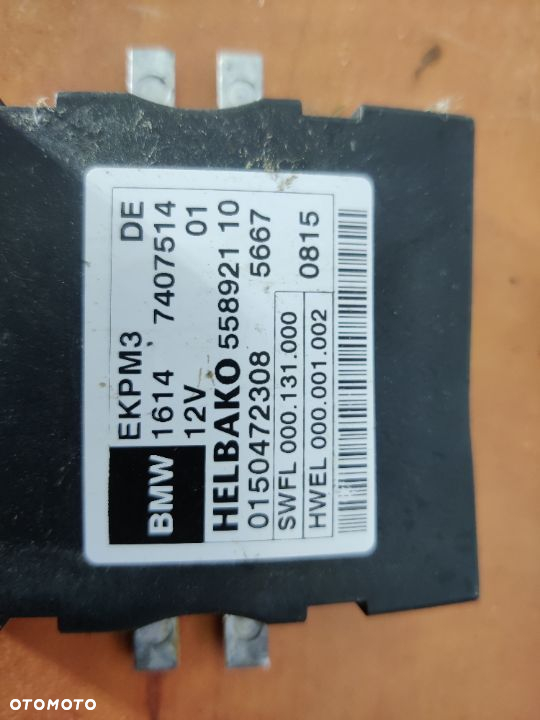 BMW EKPM3 DE
1614 7407514
12V 01
HELBAKO 558921 10
0150472308 5667
SWFL 000.131.000
HWEL 000.001.002 0815
OTOMOTO